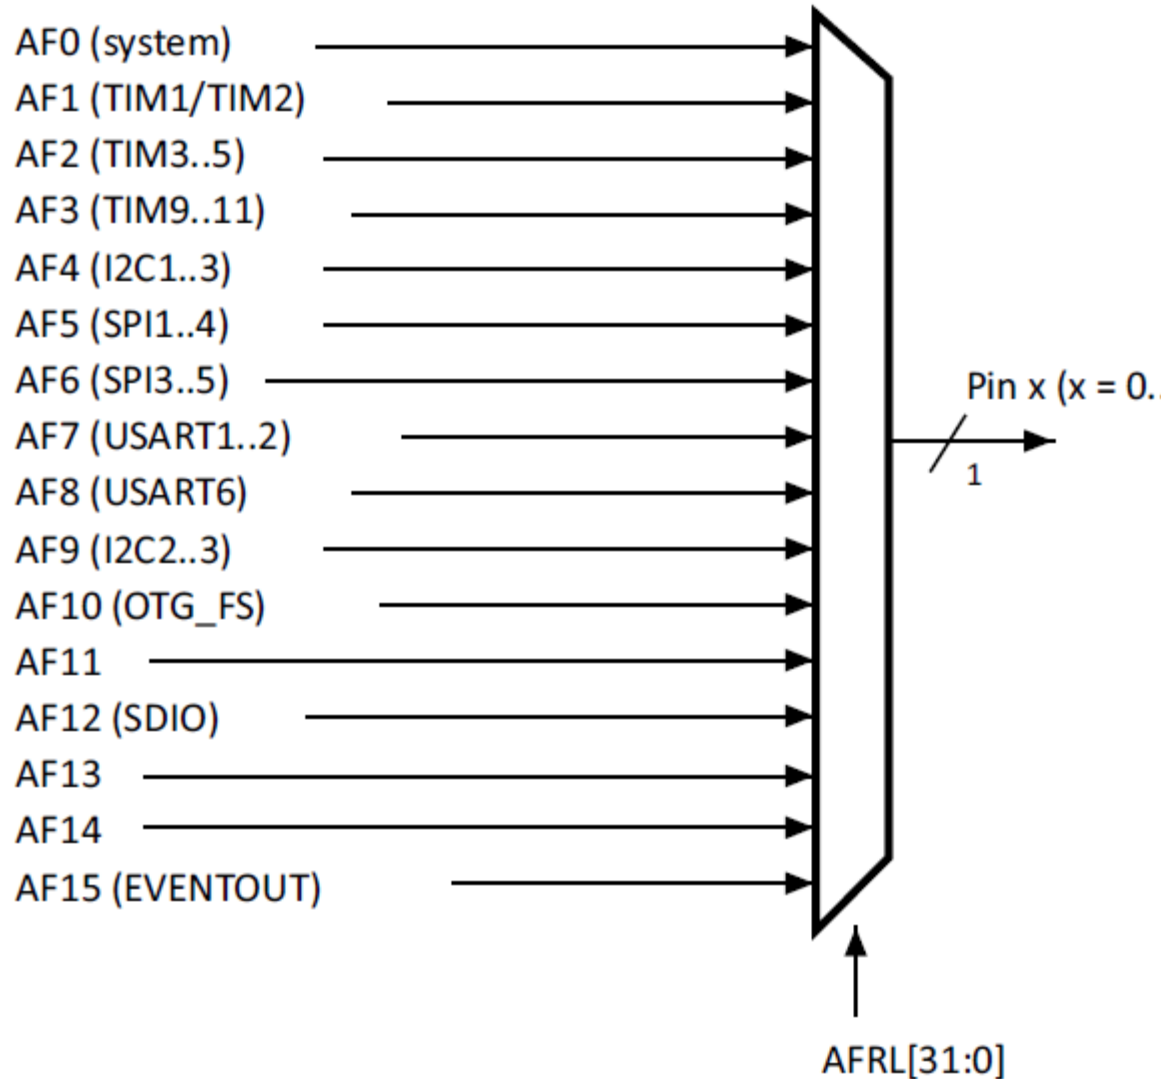 AF0 (system)
AF1 (TIM1/TIM2)
AF2 (TIM3..5)
AF3 (TIM9..11)
AF4 (I2C1..3)
AF5 (SPI1..4)
AF6 (SPI3..5)
AF7 (USART1..2)
AF8 (USART6)
AF9 (I2C2..3)
AF10 (OTG_FS)
AF11
AF12 (SDIO)
AF13
AF14
AF15 (EVENTOUT)
Pin x (x = 0..
1
AFRL[31:0]